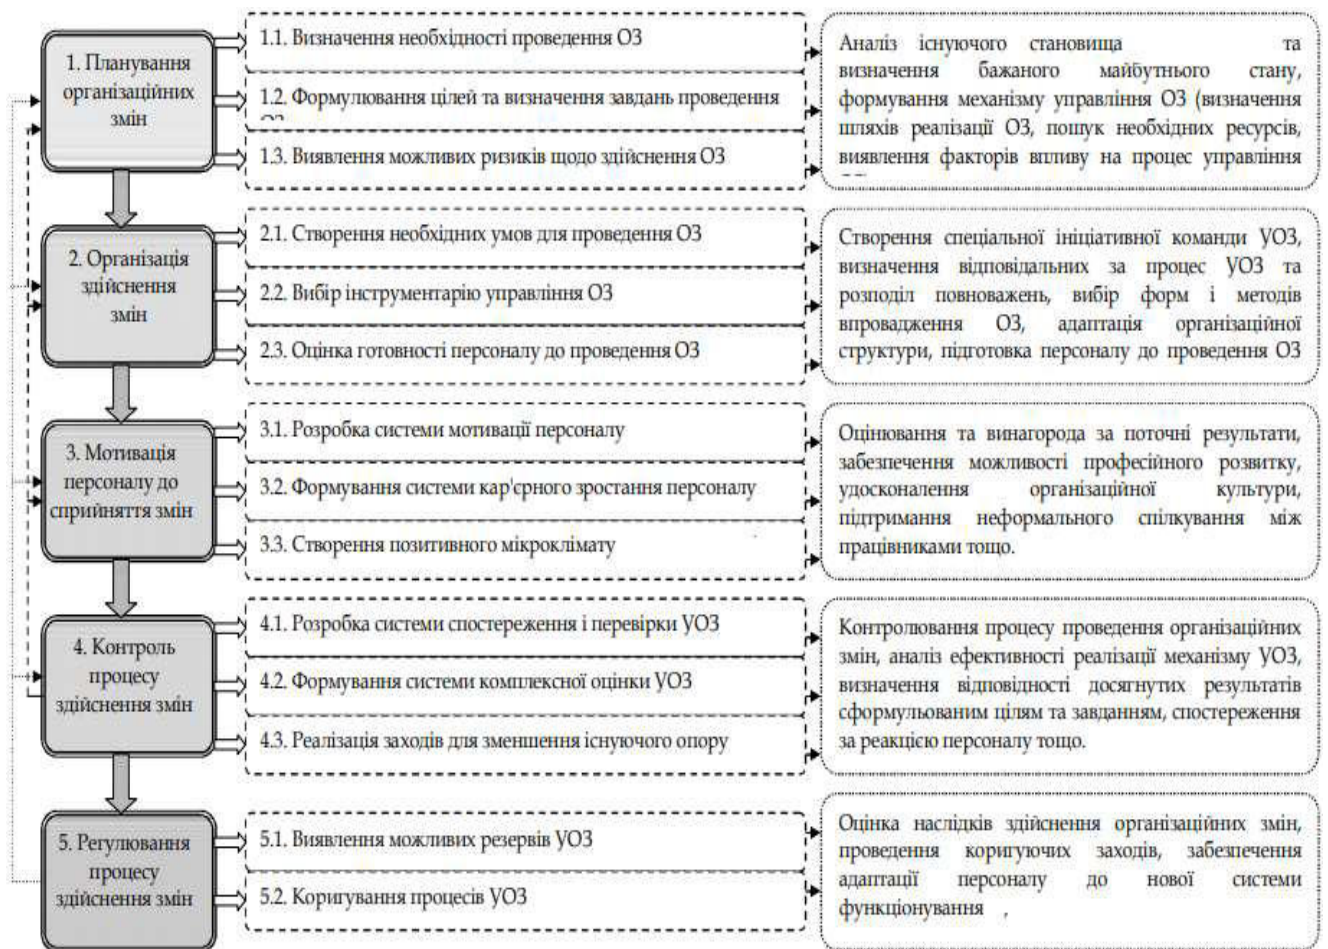 1. Планування
організаційних
змін
1.1. Визначення необхідності проведення ОЗ
1.2. Формулювання цілей та визначення завдань проведення
1.3. Виявлення можливих ризиків щодо здійснення ОЗ
Аналіз існуючого становища та
визначення бажаного майбутнього стану,
формування механізму управління ОЗ (визначення
шляхів реалізації ОЗ, пошук необхідних ресурсів,
виявлення факторів впливу на процес управління
2. Організація
здійснення
змін
2.1. Створення необхідних умов для проведення ОЗ
2.2. Вибір інструментарію управління ОЗ
2.3. Оцінка готовності персоналу до проведення ОЗ
Створення спеціальної ініціативної команди УОЗ,
визначення відповідальних за процес УОЗ та
розподіл повноважень, вибір форм і методів
впровадження ОЗ, адаптація організаційної
структури, підготовка персоналу до проведення ОЗ
3. Мотивація
персоналу до
сприйняття змін
3.1. Розробка системи мотивації персоналу
3.2. Формування системи кар'єрного зростання персоналу
3.3. Створення позитивного мікроклімату
Оцінювання та винагорода за поточні результати,
забезпечення можливості професійного розвитку,
удосконалення організаційної культури,
підтримання неформального спілкування між
працівниками тощо.
4. Контроль
процесу
здійснення змін
4.1. Розробка системи спостереження і перевірки УОЗ
4.2. Формування системи комплексної оцінки УОЗ
4.3. Реалізація заходів для зменшення існуючого опору
Контролювання процесу проведення організаційних
змін, аналіз ефективності реалізації механізму УОЗ,
визначення відповідності досягнутих результатів
сформульованим цілям та завданням, спостереження
за реакцією персоналу тощо.
5. Регулювання
процесу
здійснення змін
5.1. Виявлення можливих резервів УОЗ
5.2. Коригування процесів УОЗ
Оцінка наслідків здійснення організаційних змін,
проведення коригуючих заходів, забезпечення
адаптації персоналу до нової системи
функціонування ,